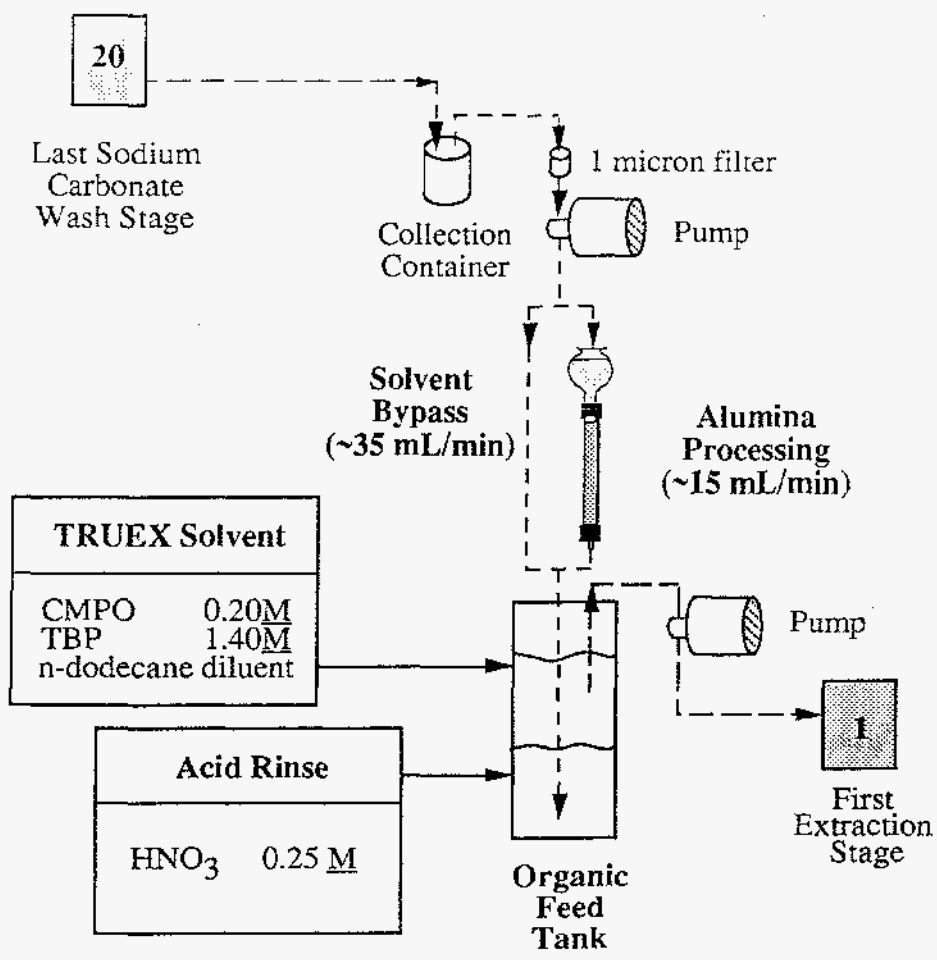 20
Last Sodium
Carbonate
Wash Stage
1 micron filter
Collection
Container
Pump
Solvent
Bypass
(~35 mL/min)
Alumina
Processing
(~15 mL/min)
TRUEX Solvent
CMPO 0.20M
TBP 1.40M
n-dodecane diluent
Pump
Acid Rinse
HNO3 0.25 M
1
First
Extraction
Stage
Organic
Feed
Tank